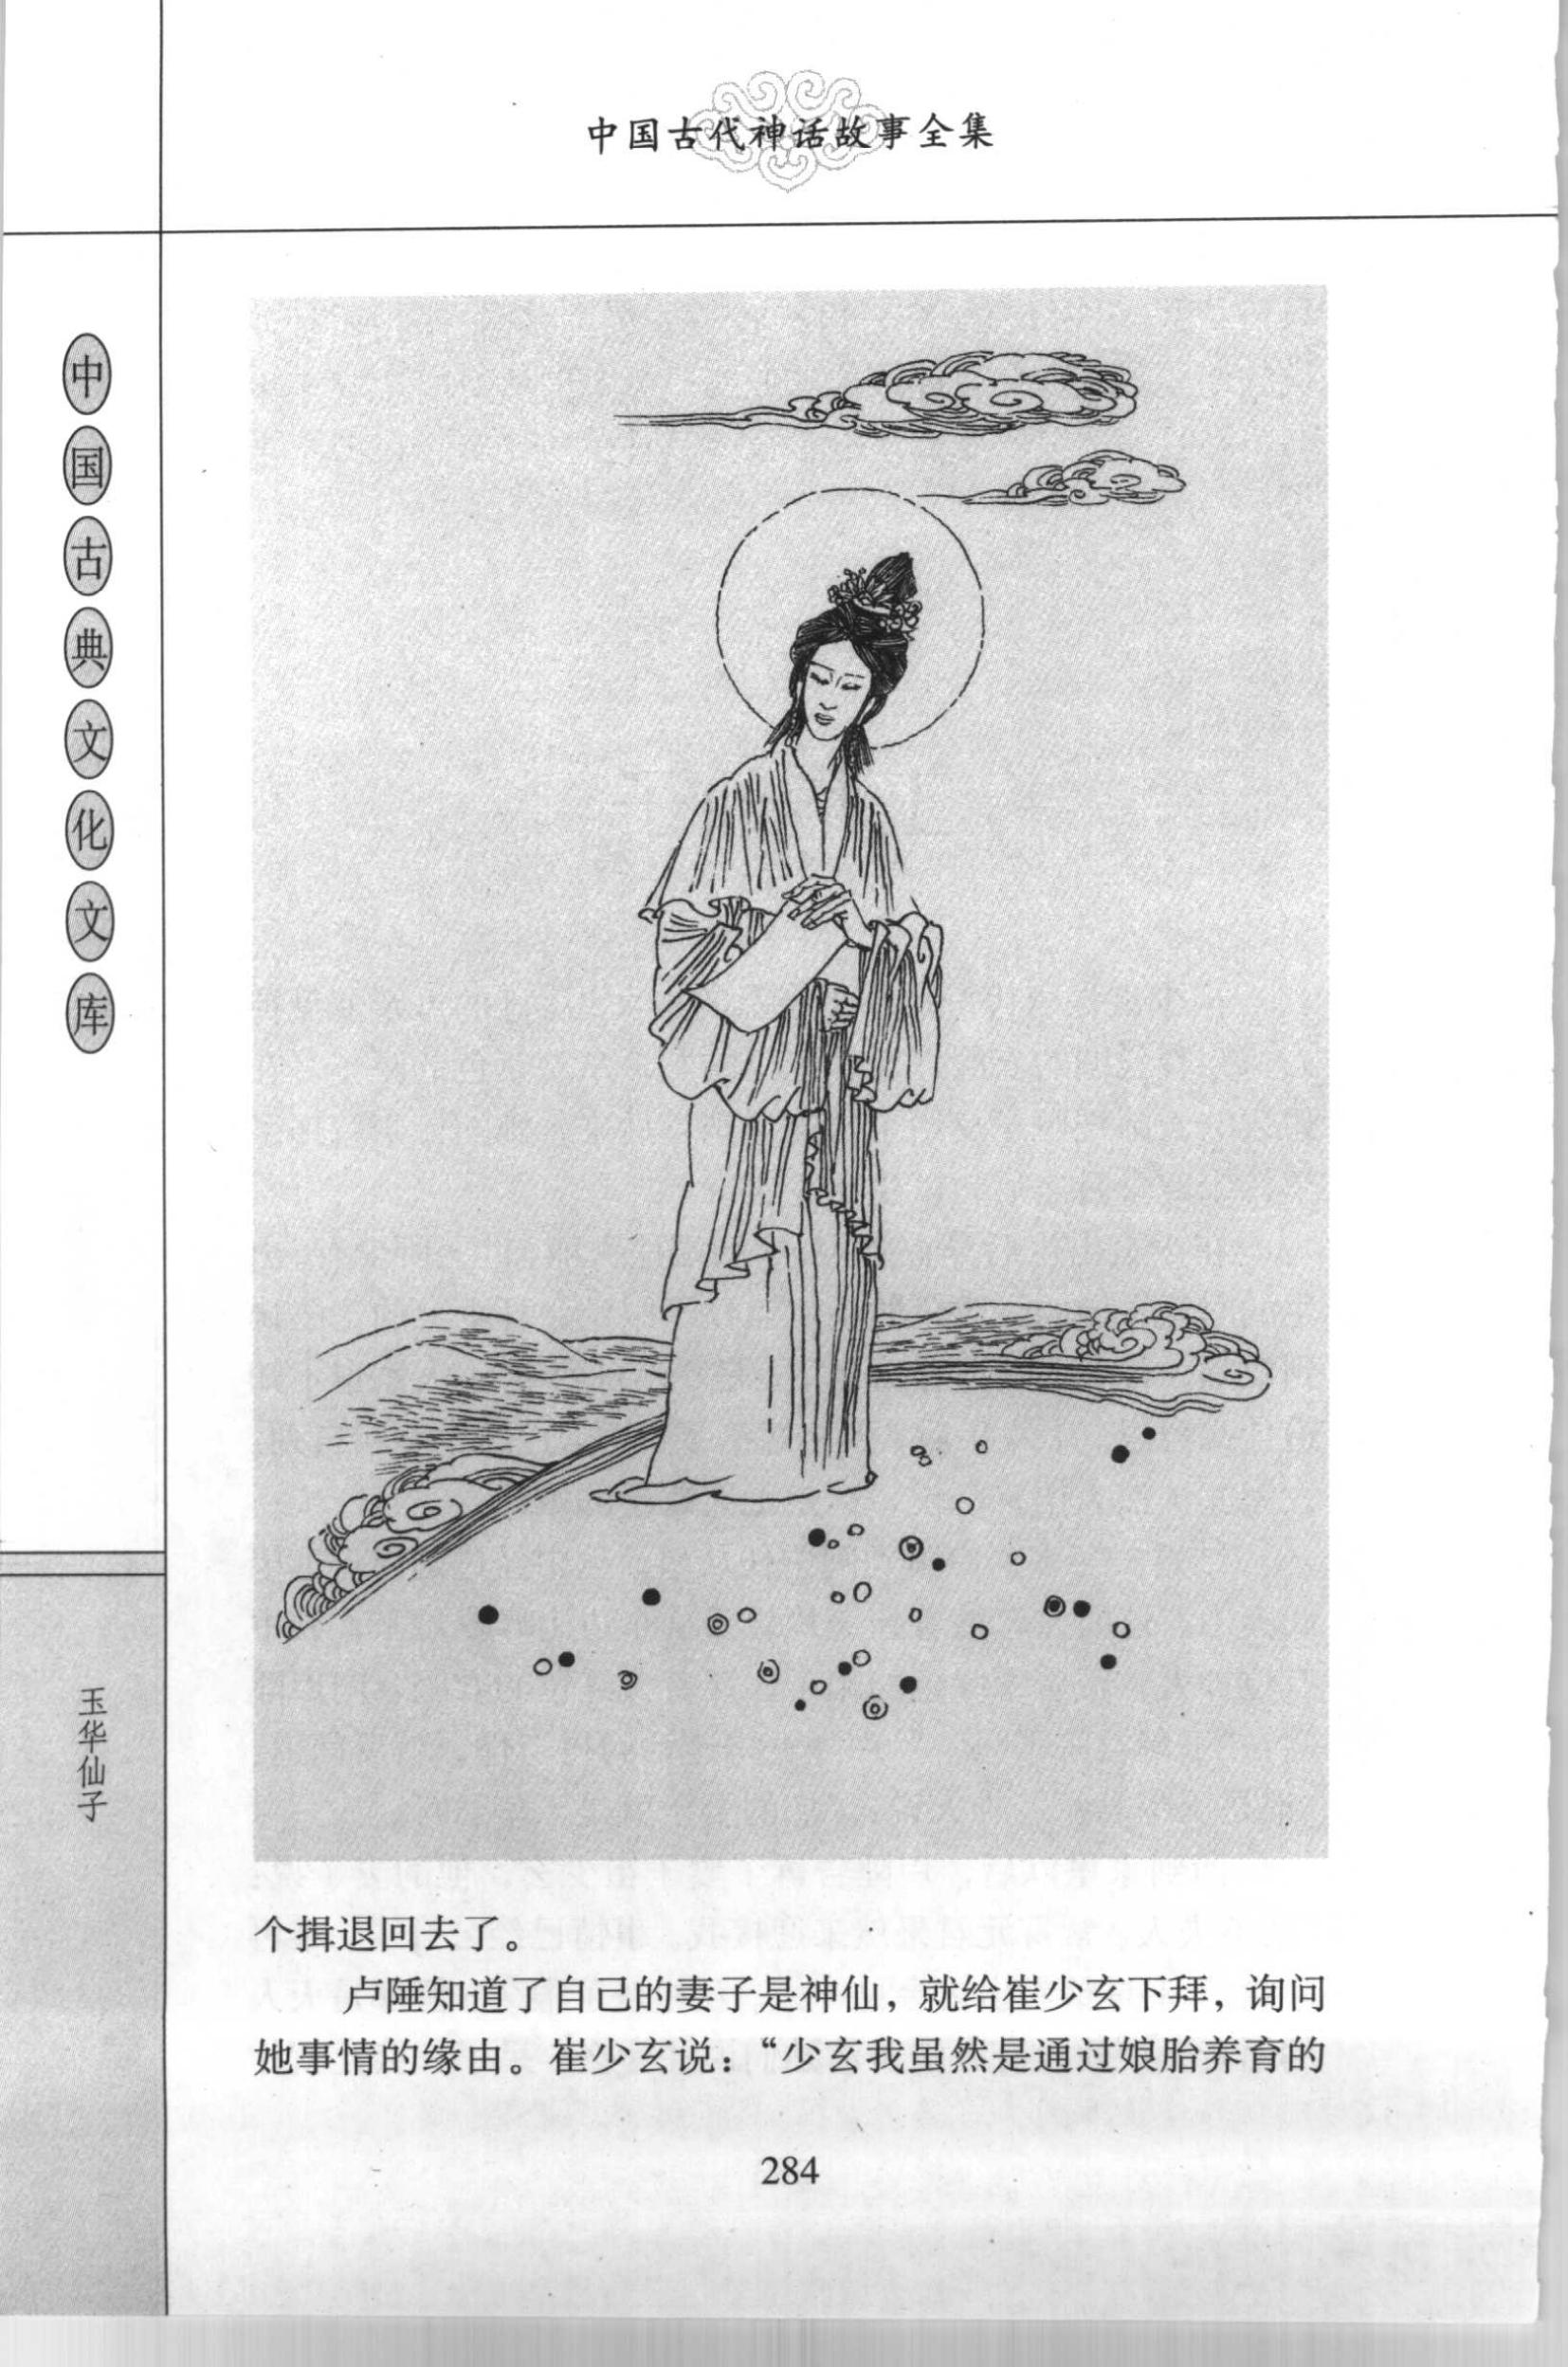 中国古代神话故事全集
中国古典文化文库
玉华仙子
个揖退回去了。
卢陲知道了自己的妻子是神仙，就给崔少玄下拜，询问
她事情的缘由。崔少玄说：“少玄我虽然是通过娘胎养育的
284